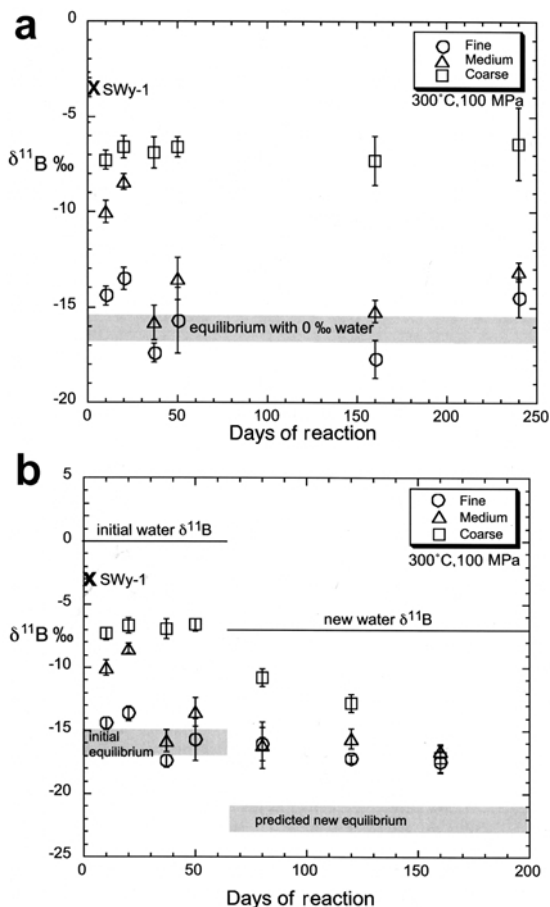 a
0
-5
-10
-15
-20
δ¹¹B ‰
Fine
Medium
Coarse
300˚C,100 MPa
X SWy-1
equilibrium with 0 ‰ water
0 50 100 150 200 250
Days of reaction
b
5
0
-5
-10
-15
-20
-25
δ¹¹B ‰
Fine
Medium
Coarse
300˚C,100 MPa
initial water δ¹¹B
X SWy-1
new water δ¹¹B
initial
equilibrium
predicted new equilibrium
0 50 100 150 200
Days of reaction